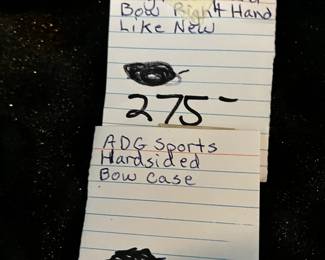 Bow Right Hand
Like New
275-
ADG Sports
Hardsided
Bow Case